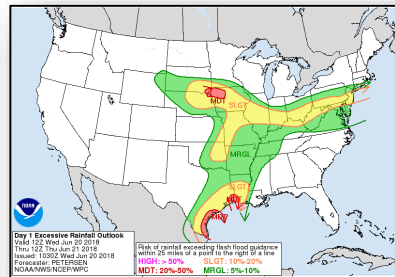 MDT
SLGT
MRGL
SLGT
MDT
MDT
noaa
Day 1 Excessive Rainfall Outlook
Valid 12Z Wed Jun 20 2018
Thru 12Z Thu Jun 21 2018
Issued: 1030Z Wed Jun 20 2018
Forecaster: PETERSEN
NOAA/NWS/NCEP/WPC
Risk of rainfall exceeding flash flood guidance
within 25 miles of a point to the right of a line
HIGH: > 50% SLGT: 10%-20%
MDT: 20%-50% MRGL: 5%-10%